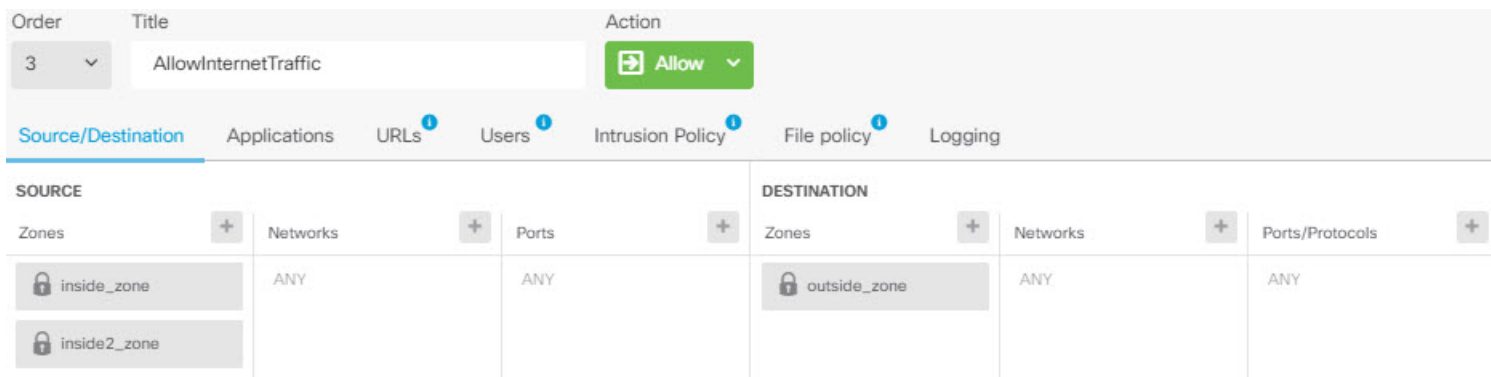 Order Title Action
3 AllowInternetTraffic Allow
Source/Destination Applications URLs Users Intrusion Policy File policy Logging
SOURCE DESTINATION
Zones + Networks + Ports + Zones + Networks + Ports/Protocols +
inside_zone ANY ANY outside_zone ANY ANY
inside2_zone